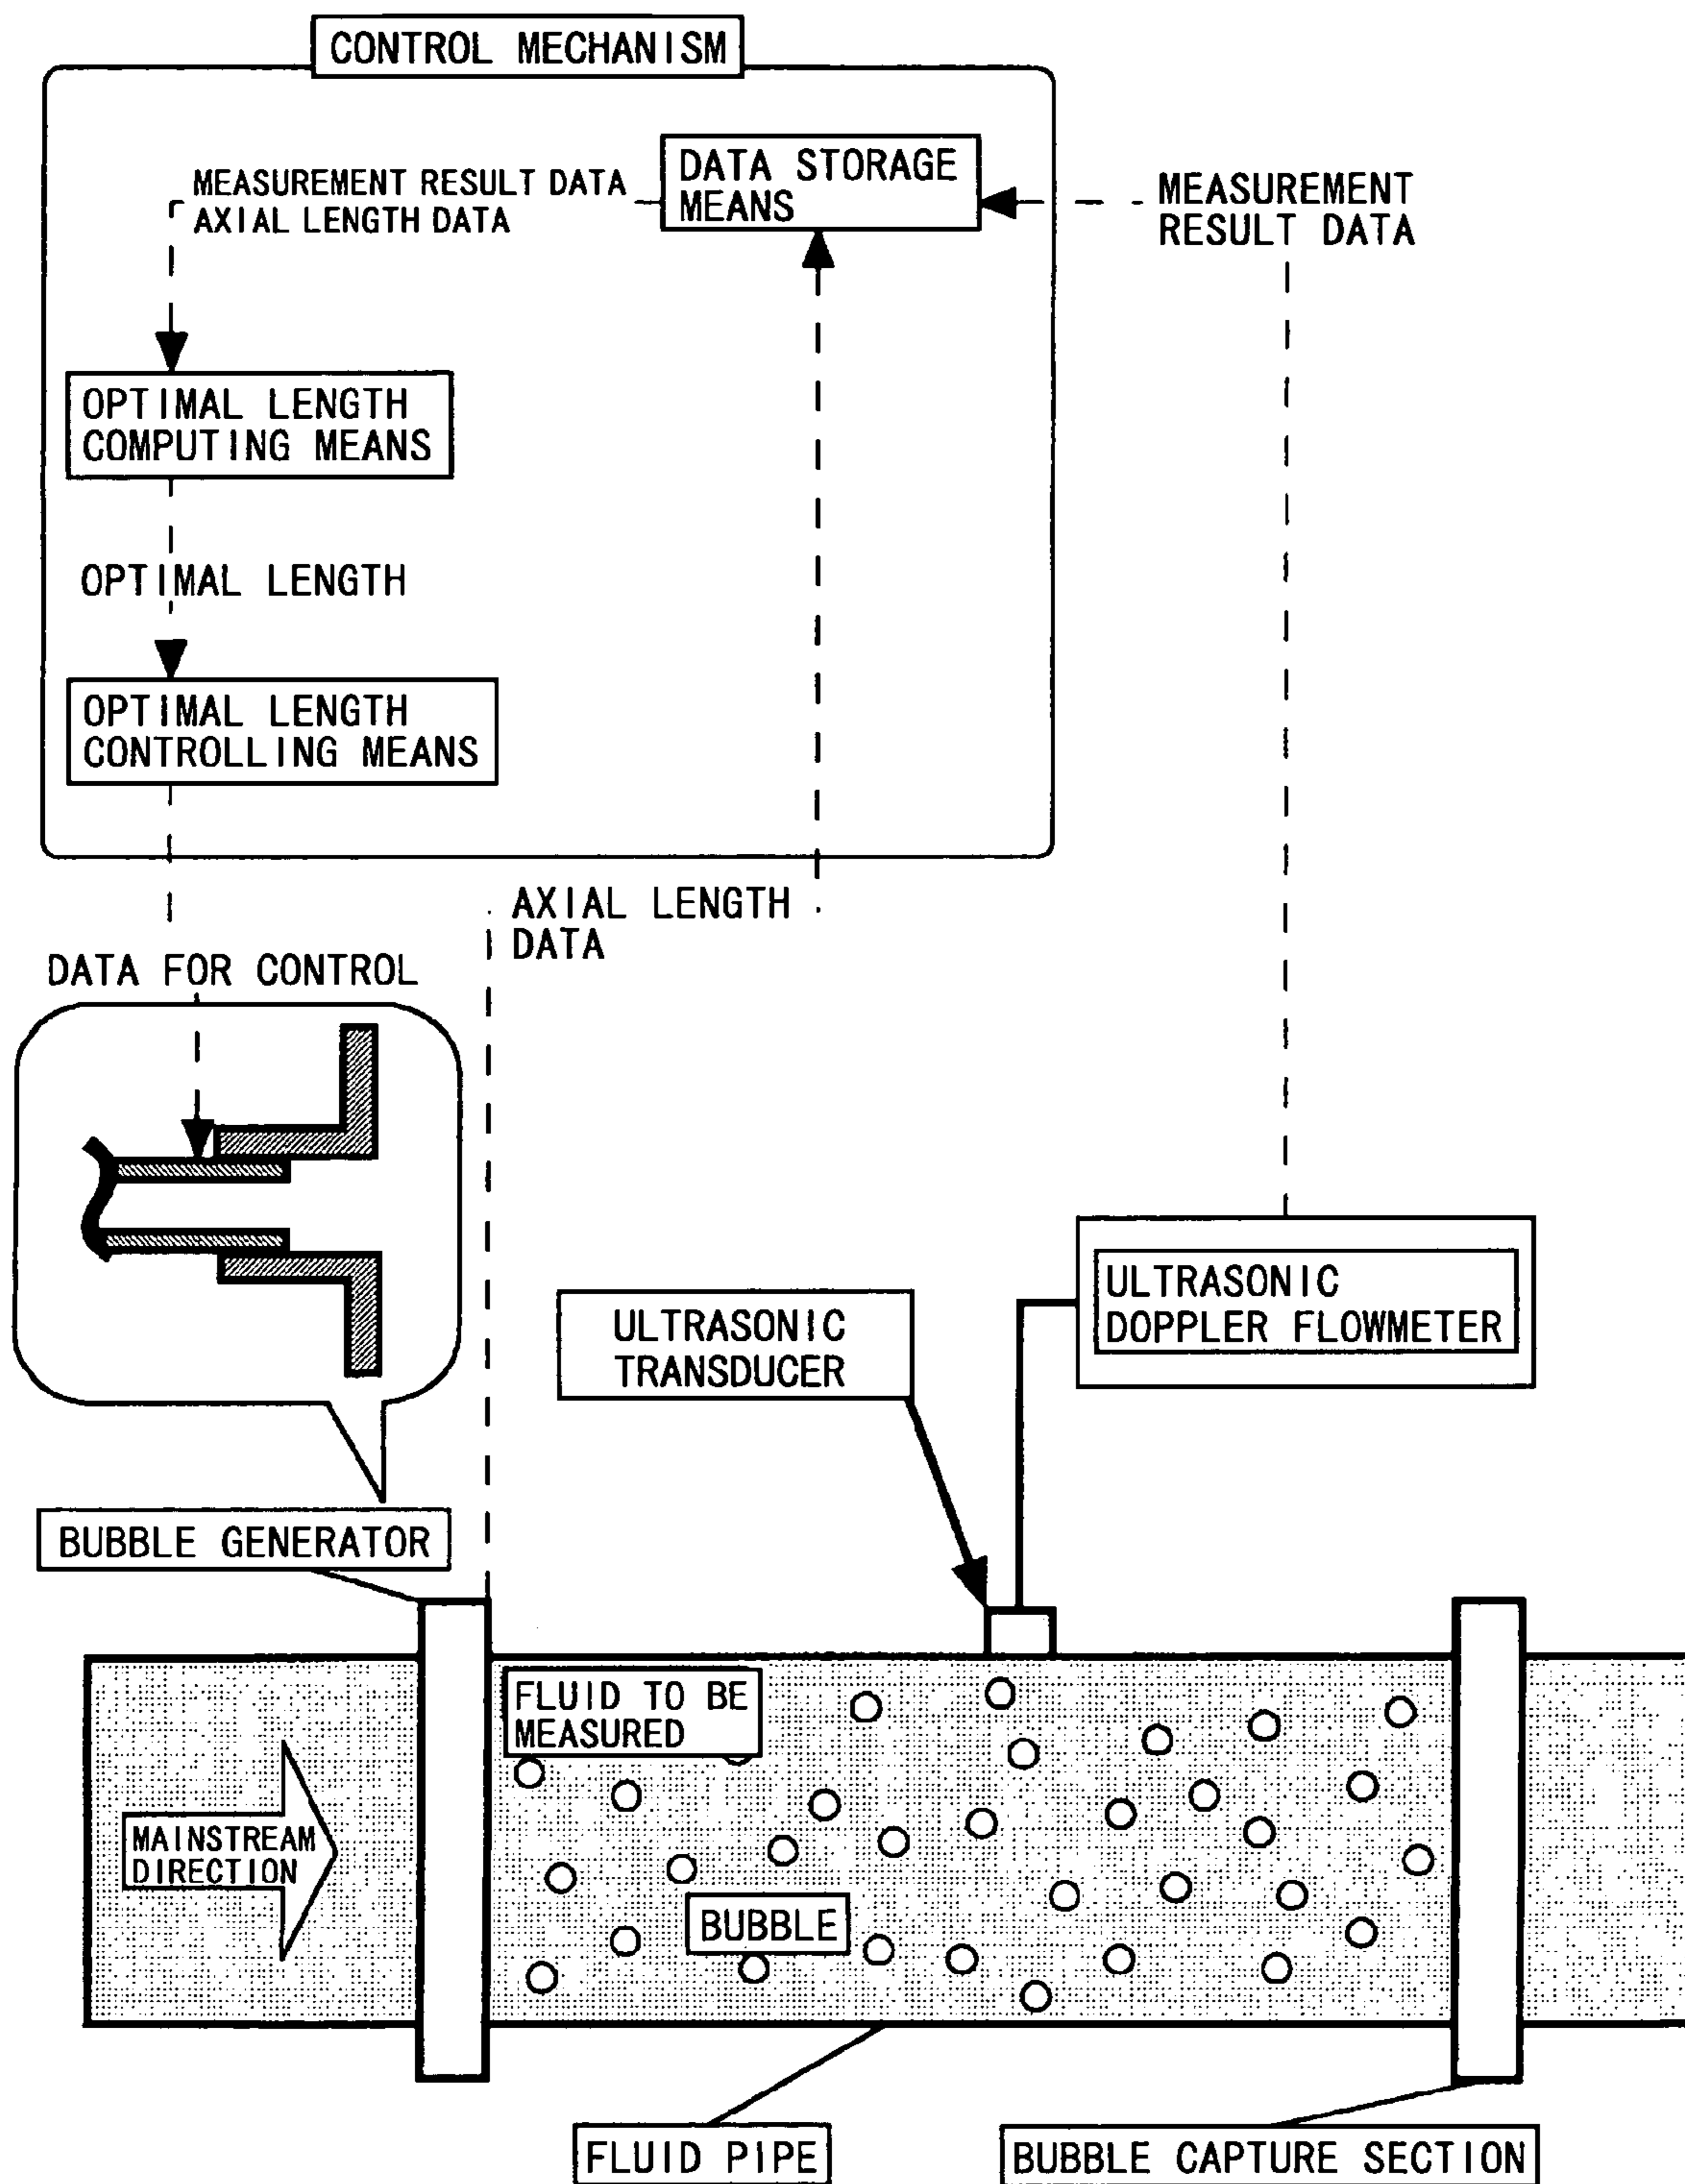 CONTROL MECHANISM
DATA STORAGE
MEANS
MEASUREMENT RESULT DATA
AXIAL LENGTH DATA
MEASUREMENT
RESULT DATA
OPTIMAL LENGTH
COMPUTING MEANS
OPTIMAL LENGTH
OPTIMAL LENGTH
CONTROLLING MEANS
AXIAL LENGTH
DATA
DATA FOR CONTROL
ULTRASONIC
DOPPLER FLOWMETER
ULTRASONIC
TRANSDUCER
BUBBLE GENERATOR
FLUID TO BE
MEASURED
MAINSTREAM
DIRECTION
BUBBLE
FLUID PIPE
BUBBLE CAPTURE SECTION